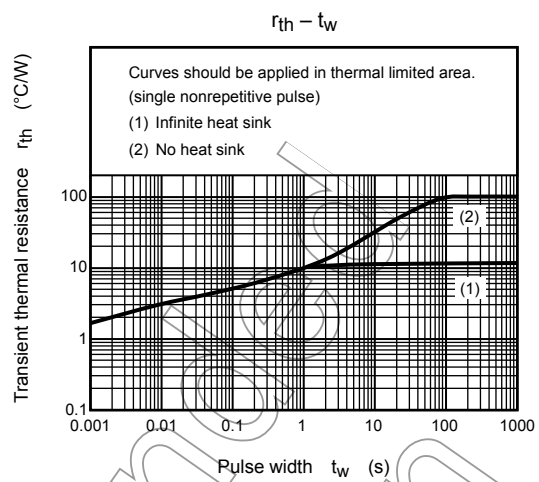 rth – tw
Curves should be applied in thermal limited area.
(single nonrepetitive pulse)
(1) Infinite heat sink
(2) No heat sink
Transient thermal resistance rth (°C/W)
100
10
1
0.1
(2)
(1)
0.001 0.01 0.1 1 10 100 1000
Pulse width tw (s)